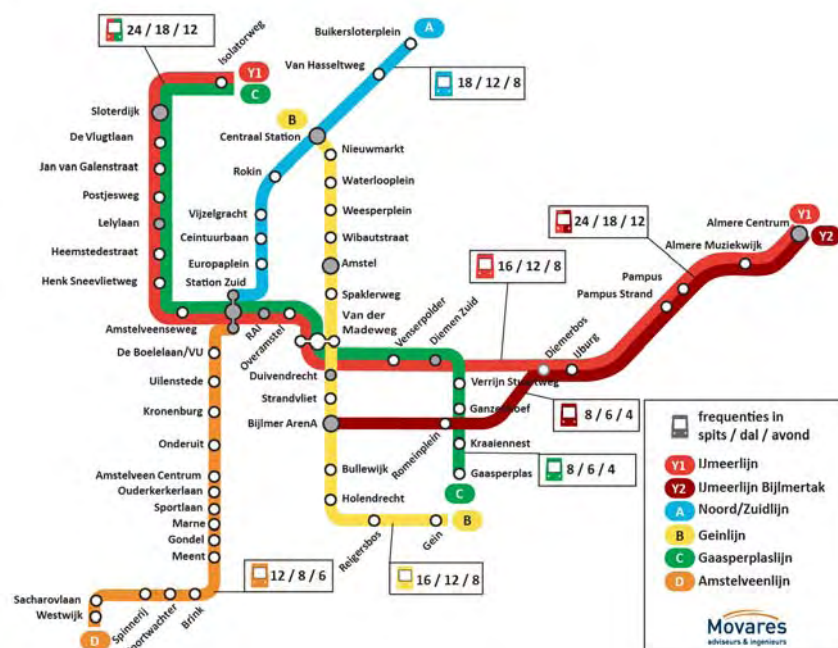 24 / 18 / 12
Isolatorweg
Y1
C
Buikersloterplein
A
Van Hasseltweg
18 / 12 / 8
B
Centraal Station
Sloterdijk
De Vlugtlaan
Jan van Galenstraat
Postjesweg
Lelylaan
Heemstedestraat
Henk Sneevlietweg
Amstelveenseweg
Nieuwmarkt
Waterlooplein
Weesperplein
Wibautstraat
Amstel
Spaklerweg
Van der
Madeweg
Rokin
Vijzelgracht
Ceintuurbaan
Europaplein
Station Zuid
RAI
Overamstel
Duivendrecht
Strandvliet
Bijlmer ArenA
Bullewijk
Holendrecht
Reigersbos
Gein
B
16 / 12 / 8
Venserpolder
Diemen Zuid
16 / 12 / 8
24 / 18 / 12
Almere Centrum
Y1
Y2
Almere Muziekwijk
Pampus
Pampus Strand
IJburg
Diemerbos
Ganzenhoef
Kraaiennest
Gaasperplas
C
Romeinplein
8 / 6 / 4
8 / 6 / 4
De Boelelaan/VU
Uilenstede
Kronenburg
Onderuit
Amstelveen Centrum
Ouderkerkerlaan
Sportlaan
Marne
Gondel
Meent
12 / 8 / 6
Brink
Spinnerij
Sacharovlaan
Westwijk
D
frequenties in
spits / dal / avond
Y1 IJmeerlijn
Y2 IJmeerlijn Bijlmertak
A Noord/Zuidlijn
B Geinlijn
C Gaasperplaslijn
D Amstelveenlijn
Movares
adviseurs & ingenieurs